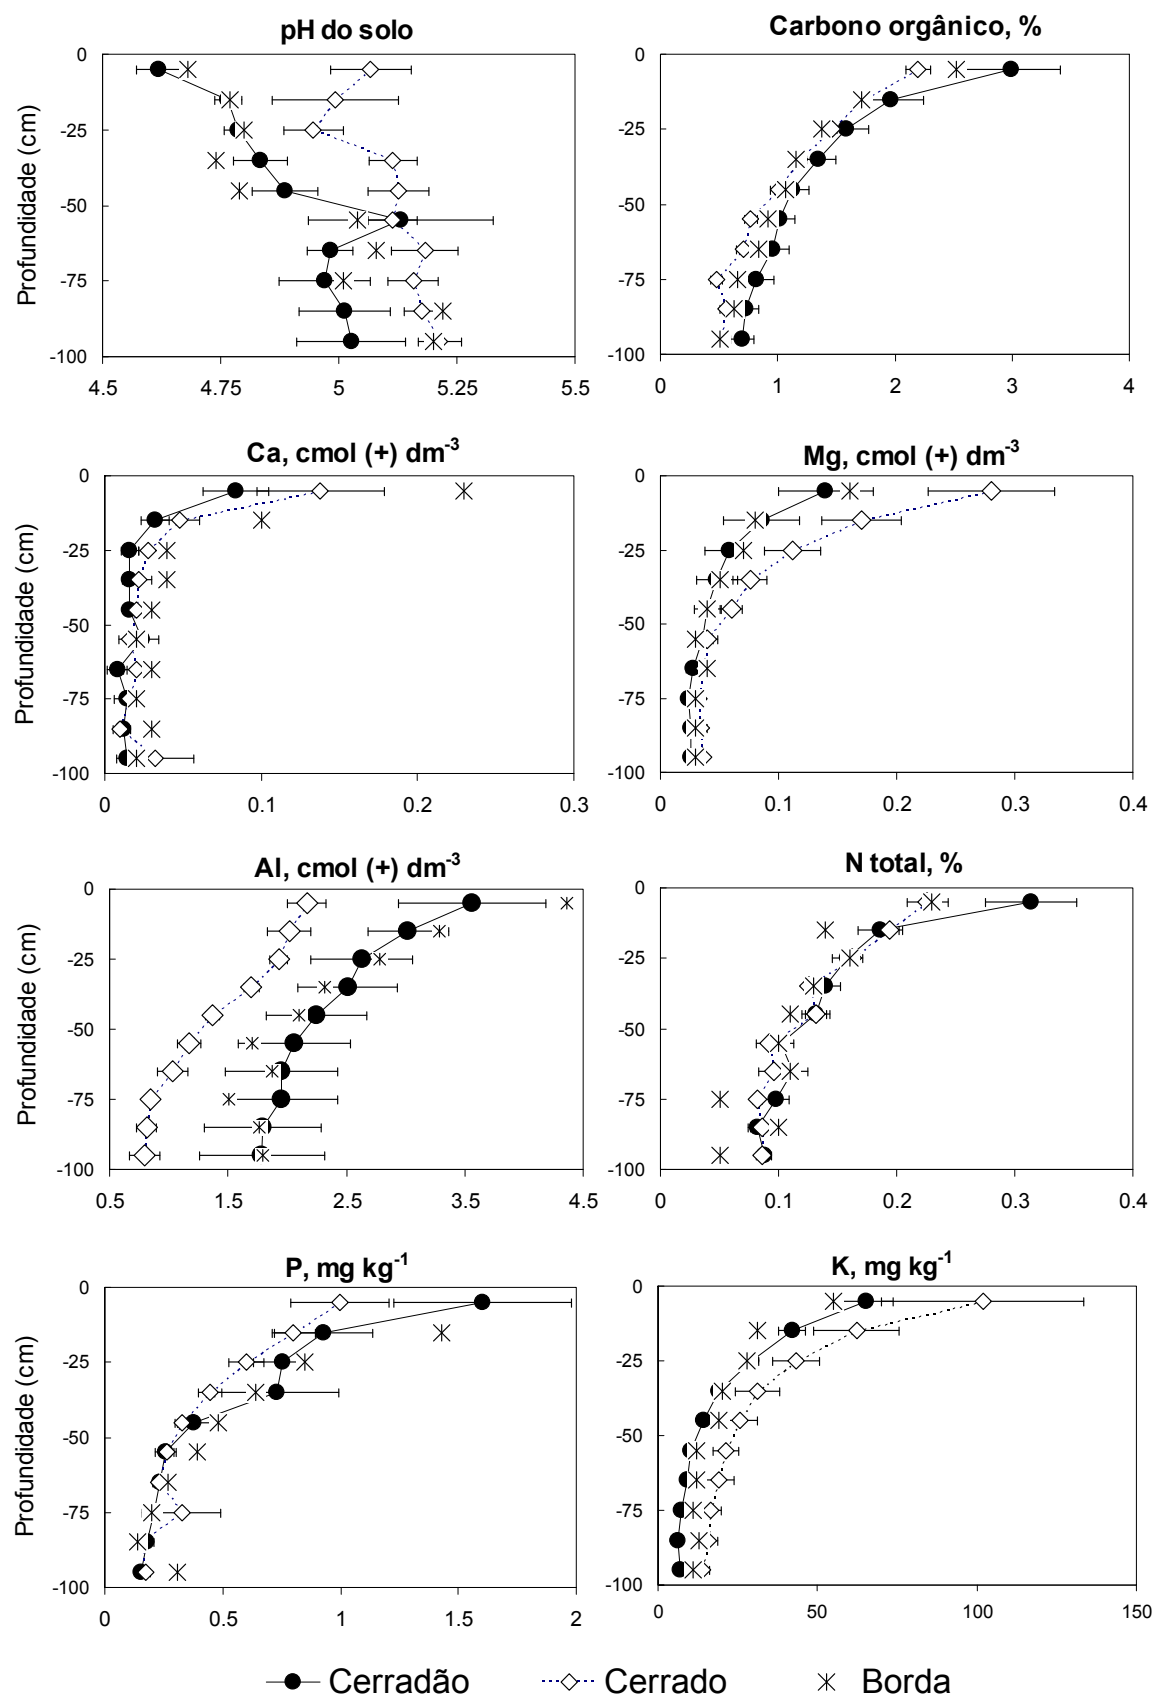 pH do solo
Carbono orgânico, %
Profundidade (cm)
0
-25
-50
-75
-100
4.5 4.75 5 5.25 5.5
0
-25
-50
-75
-100
0 1 2 3 4
Ca, cmol (+) dm-3
Mg, cmol (+) dm-3
Profundidade (cm)
0
-25
-50
-75
-100
0 0.1 0.2 0.3
0
-25
-50
-75
-100
0 0.1 0.2 0.3 0.4
Al, cmol (+) dm-3
N total, %
Profundidade (cm)
0
-25
-50
-75
-100
0.5 1.5 2.5 3.5 4.5
0
-25
-50
-75
-100
0 0.1 0.2 0.3 0.4
P, mg kg-1
K, mg kg-1
Profundidade (cm)
0
-25
-50
-75
-100
0 0.5 1 1.5 2
0
-25
-50
-75
-100
0 50 100 150
Cerradão Cerrado Borda